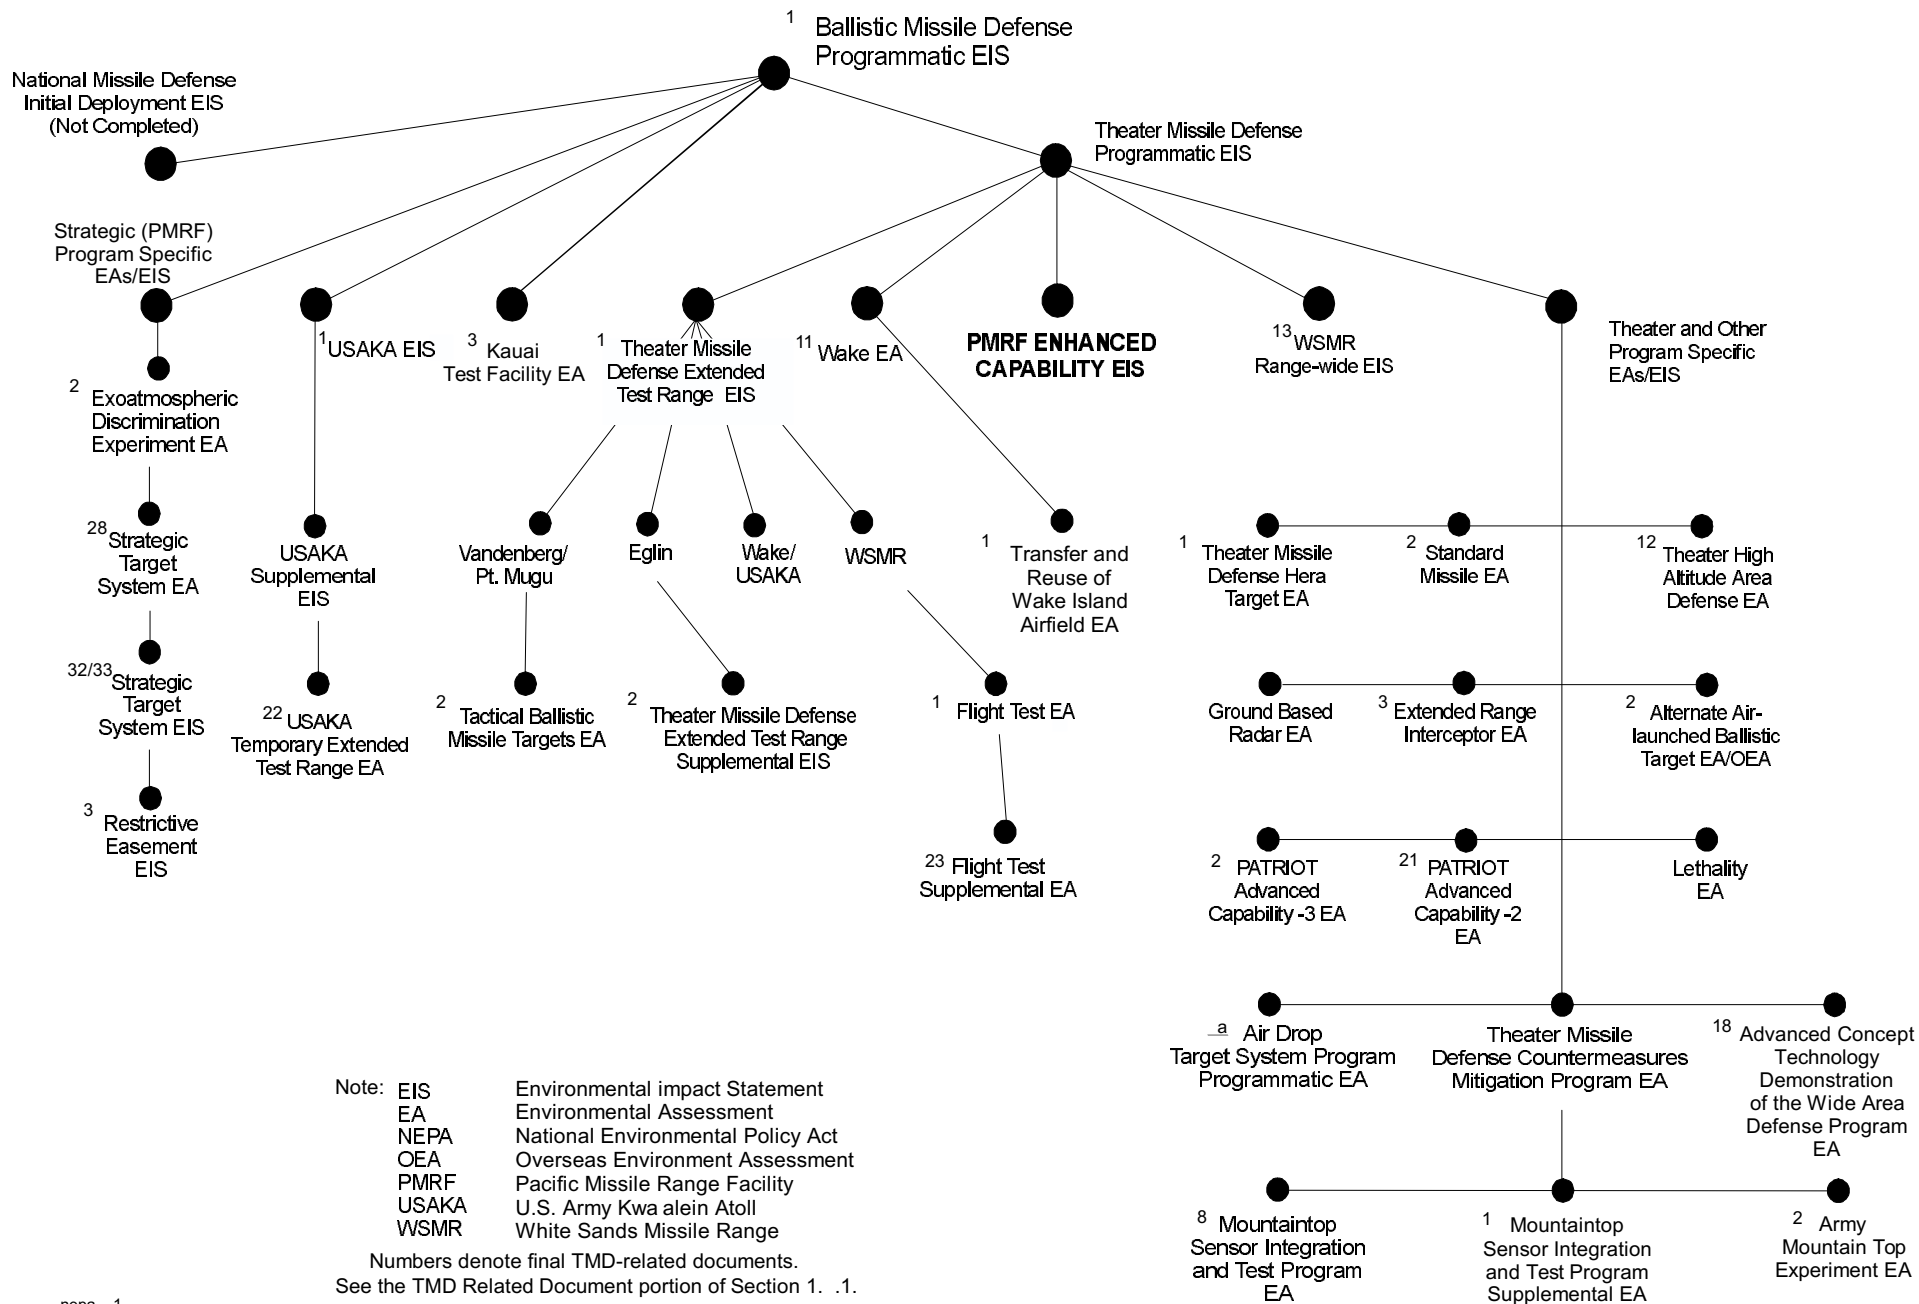 1 Ballistic Missile Defense
Programmatic EIS
National Missile Defense
Initial Deployment EIS
(Not Completed)
Theater Missile Defense
Programmatic EIS
Strategic (PMRF)
Program Specific
EAs/EIS
1 USAKA EIS
3 Kauai
Test Facility EA
1 Theater Missile
Defense Extended
Test Range EIS
11 Wake EA
PMRF ENHANCED
CAPABILITY EIS
13 WSMR
Range-wide EIS
Theater and Other
Program Specific
EAs/EIS
2 Exoatmospheric
Discrimination
Experiment EA
28 Strategic
Target
System EA
USAKA
Supplemental
EIS
Vandenberg/
Pt. Mugu
Eglin
Wake/
USAKA
WSMR
1 Transfer and
Reuse of
Wake Island
Airfield EA
1 Theater Missile
Defense Hera
Target EA
2 Standard
Missile EA
12 Theater High
Altitude Area
Defense EA
32/33 Strategic
Target
System EIS
22 USAKA
Temporary Extended
Test Range EA
2 Tactical Ballistic
Missile Targets EA
2 Theater Missile Defense
Extended Test Range
Supplemental EIS
1 Flight Test EA
Ground Based
Radar EA
3 Extended Range
Interceptor EA
2 Alternate Air-
launched Ballistic
Target EA/OEA
3 Restrictive
Easement
EIS
23 Flight Test
Supplemental EA
2 PATRIOT
Advanced
Capability -3 EA
21 PATRIOT
Advanced
Capability -2
EA
Lethality
EA
a Air Drop
Target System Program
Programmatic EA
Theater Missile
Defense Countermeasures
Mitigation Program EA
18 Advanced Concept
Technology
Demonstration
of the Wide Area
Defense Program
EA
8 Mountaintop
Sensor Integration
and Test Program
EA
1 Mountaintop
Sensor Integration
and Test Program
Supplemental EA
2 Army
Mountain Top
Experiment EA
Note: EIS Environmental impact Statement
EA Environmental Assessment
NEPA National Environmental Policy Act
OEA Overseas Environment Assessment
PMRF Pacific Missile Range Facility
USAKA U.S. Army Kwa alein Atoll
WSMR White Sands Missile Range
Numbers denote final TMD-related documents.
See the TMD Related Document portion of Section 1. .1.